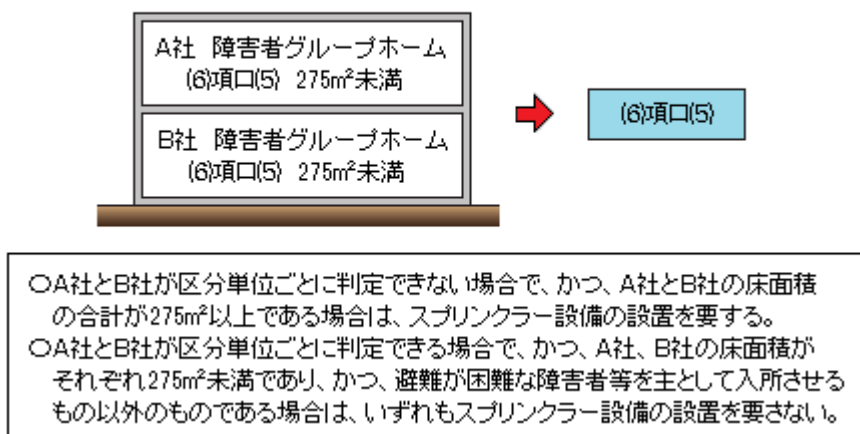 A社 障害者グループホーム
(6)項ロ(5) 275m²未満
B社 障害者グループホーム
(6)項ロ(5) 275m²未満
(6)項ロ(5)
○A社とB社が区分単位ごとに判定できない場合で、かつ、A社とB社の床面積
の合計が275m²以上である場合は、スプリンクラー設備の設置を要する。
○A社とB社が区分単位ごとに判定できる場合で、かつ、A社、B社の床面積が
それぞれ275m²未満であり、かつ、避難が困難な障害者等を主として入所させる
もの以外のものである場合は、いずれもスプリンクラー設備の設置を要さない。